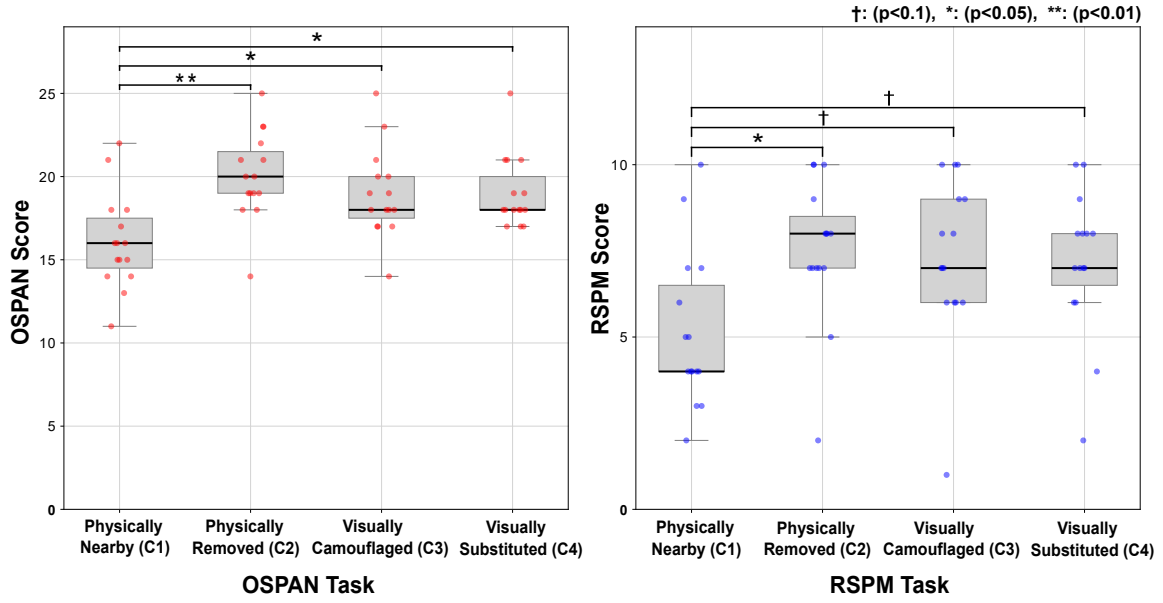 †: (p<0.1), *: (p<0.05), **: (p<0.01)
OSPAN Score
25
20
15
10
5
0
*
*
**
Physically Nearby (C1)
Physically Removed (C2)
Visually Camouflaged (C3)
Visually Substituted (C4)
OSPAN Task
RSPM Score
10
5
0
†
†
*
Physically Nearby (C1)
Physically Removed (C2)
Visually Camouflaged (C3)
Visually Substituted (C4)
RSPM Task